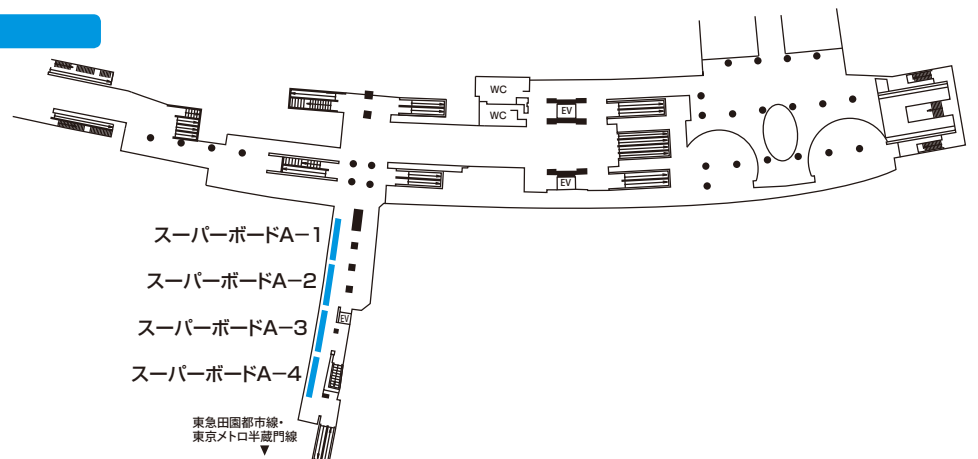 WC
WC
EV
EV
スーパーボードA−1
スーパーボードA−2
スーパーボードA−3
EV
スーパーボードA−4
東急田園都市線・
東京メトロ半蔵門線
▼